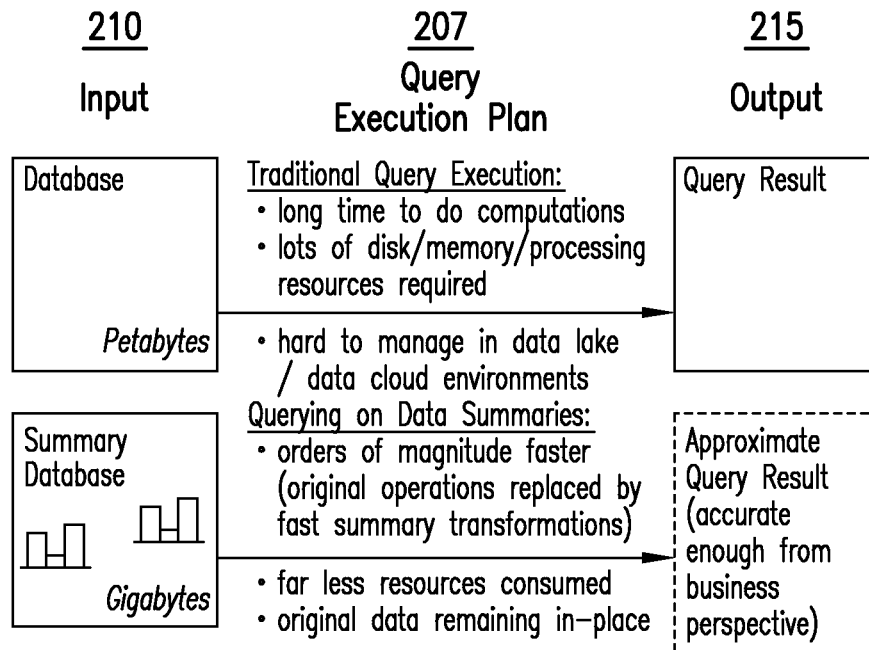 210
Input
207
Query
Execution Plan
215
Output
Database
Petabytes
Traditional Query Execution:
• long time to do computations
• lots of disk/memory/processing
resources required
• hard to manage in data lake
/ data cloud environments
Query Result
Summary
Database
Gigabytes
Querying on Data Summaries:
• orders of magnitude faster
(original operations replaced by
fast summary transformations)
• far less resources consumed
• original data remaining in-place
Approximate
Query Result
(accurate
enough from
business
perspective)